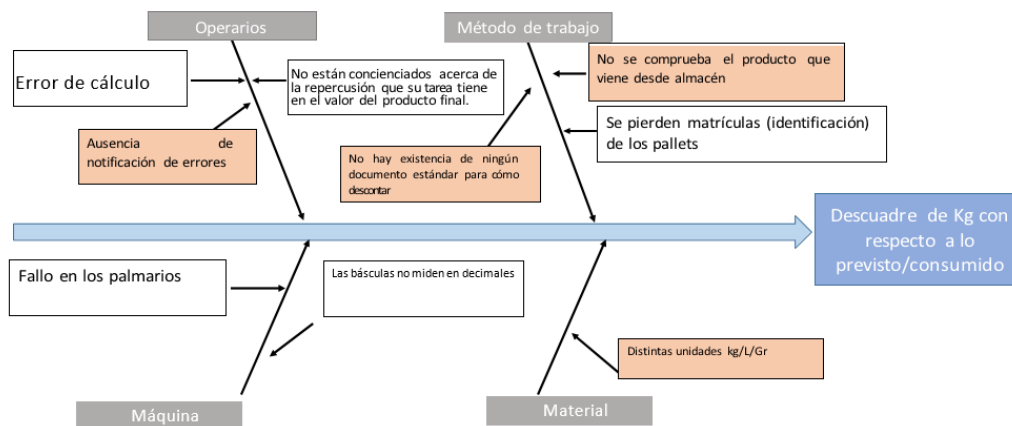 Operarios
Método de trabajo
Error de cálculo
No están concienciados acerca de
la repercusión que su tarea tiene
en el valor del producto final.
No se comprueba el producto que
viene desde almacén
Ausencia de
notificación de errores
No hay existencia de ningún
documento estándar para cómo
descontar
Se pierden matrículas (identificación)
de los pallets
Descuadre de Kg con
respecto a lo
previsto/consumido
Fallo en los palmarios
Las básculas no miden en decimales
Distintas unidades kg/L/Gr
Máquina
Material